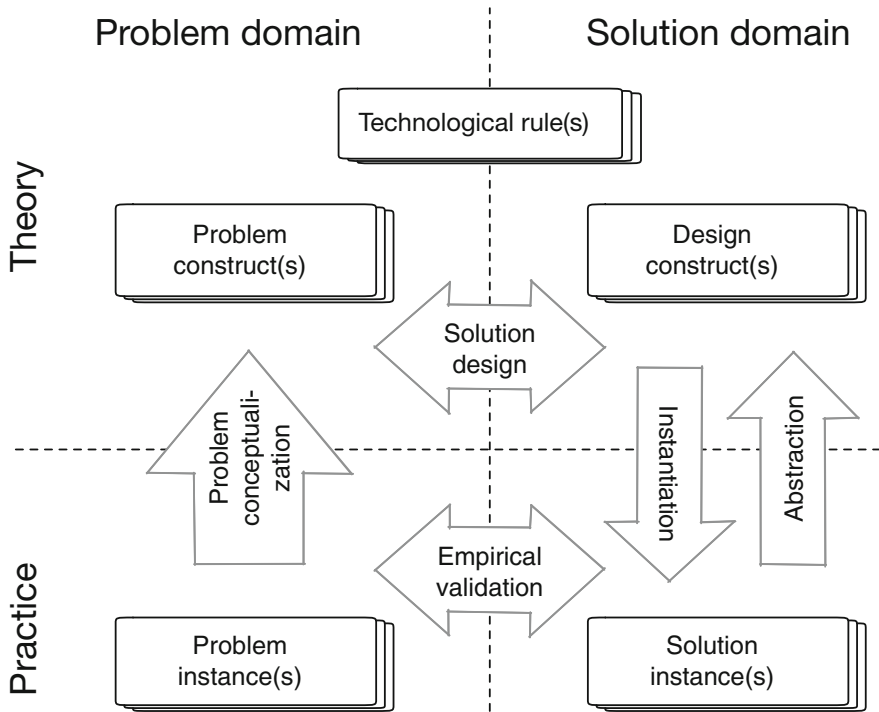 Problem domain
Solution domain
Technological rule(s)
Theory
Problem
construct(s)
Design
construct(s)
Solution
design
Problem
conceptuali-
zation
Instantiation
Abstraction
Empirical
validation
Practice
Problem
instance(s)
Solution
instance(s)